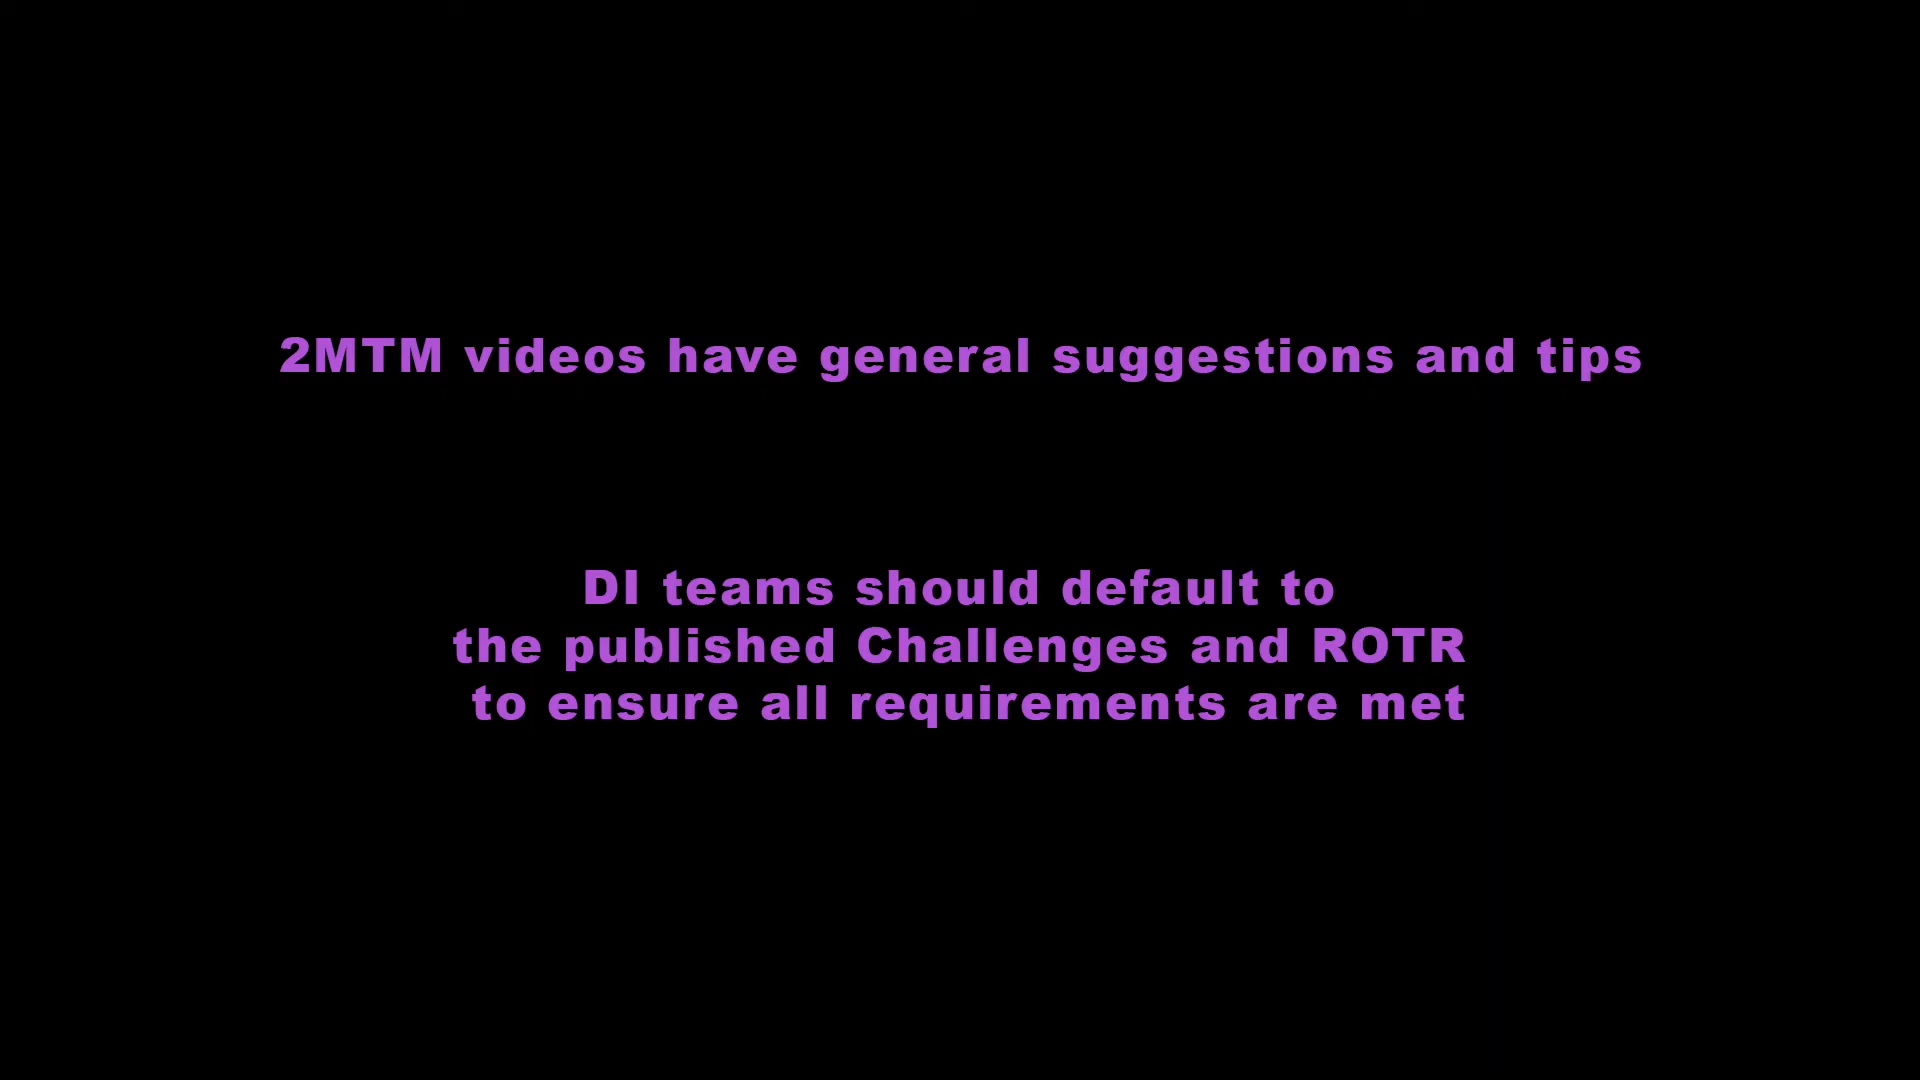 2MTM videos have general suggestions and tips
DI teams should default to
the published Challenges and ROTR
to ensure all requirements are met